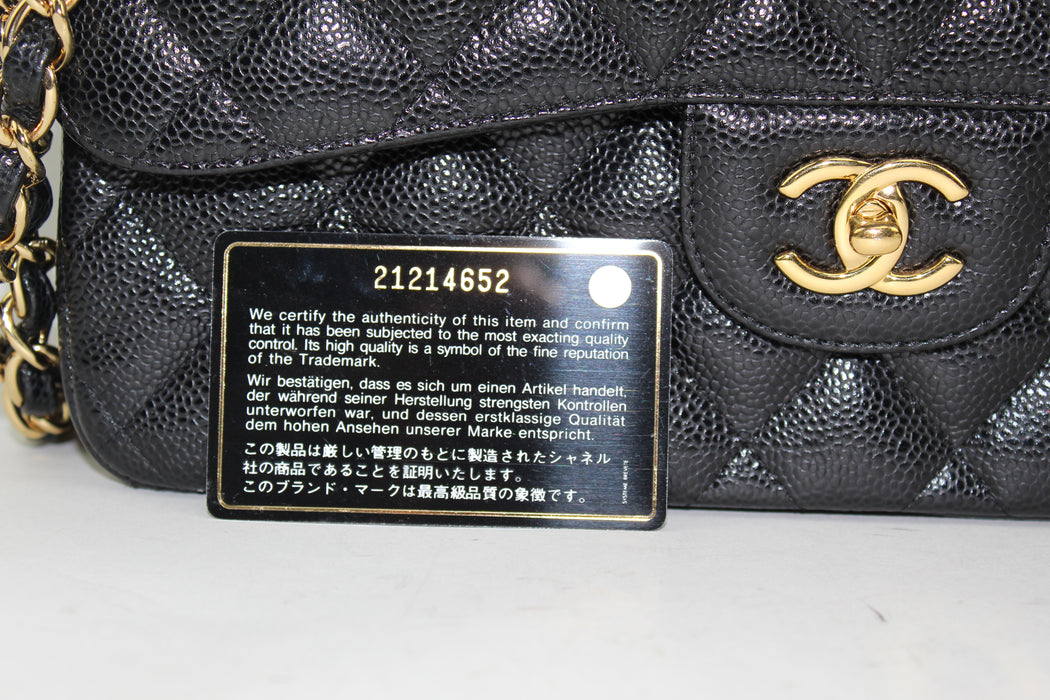 21214652
We certify the authenticity of this item and confirm
that it has been subjected to the most exacting quality
control. Its high quality is a symbol of the fine reputation
of the Trademark.
Wir bestätigen, dass es sich um einen Artikel handelt,
der während seiner Herstellung strengsten Kontrollen
unterworfen war, und dessen erstklassige Qualität
dem hohen Ansehen unserer Marke entspricht.
この製品は厳しい管理のもとに製造されたシャネル
社の商品であることを証明いたします。
このブランド・マークは最高級品質の象徴です。
SYSTEME BREVETE